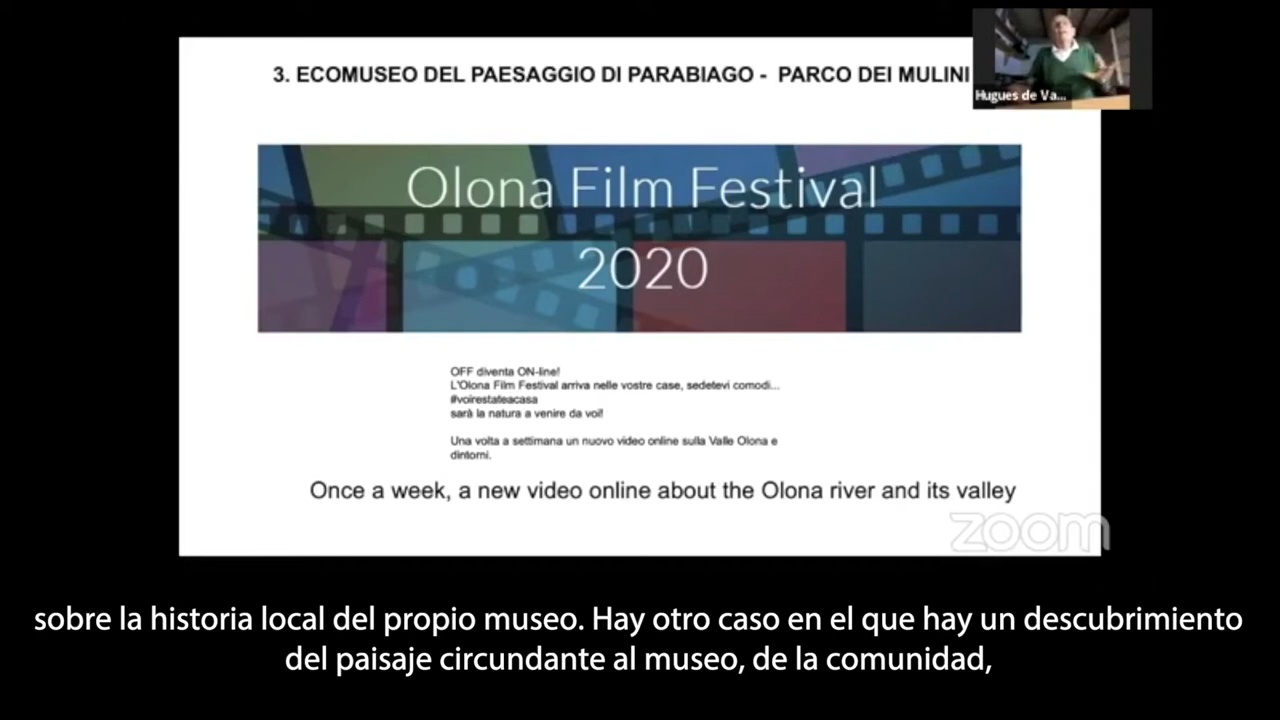 3. ECOMUSEO DEL PAESAGGIO DI PARABIAGO - PARCO DEI MULINI
Hugues de Va...
Olona Film Festival
2020
OFF diventa ON-line!
L'Olona Film Festival arriva nelle vostre case, sedetevi comodi...
#voirestateacasa
sarà la natura a venire da voi!
Una volta a settimana un nuovo video online sulla Valle Olona e
dintorni.
Once a week, a new video online about the Olona river and its valley
zoom
sobre la historia local del propio museo. Hay otro caso en el que hay un descubrimiento
del paisaje circundante al museo, de la comunidad,